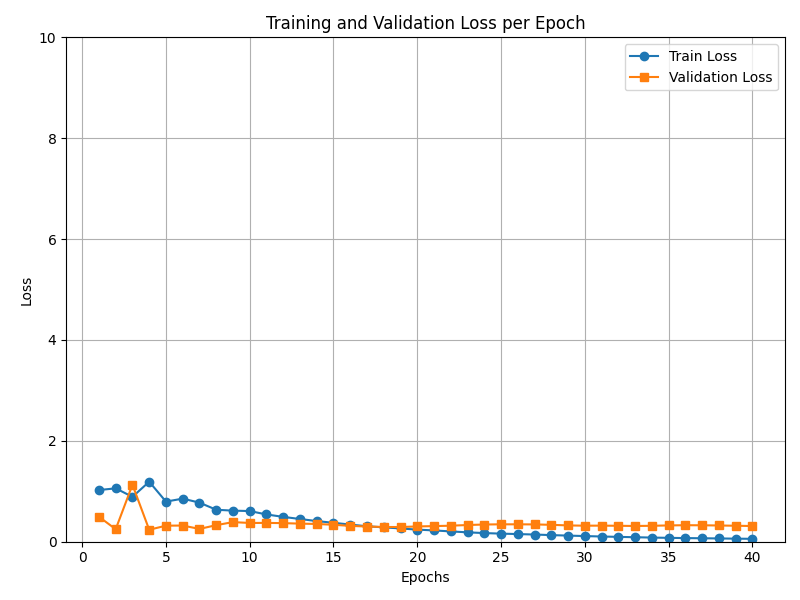 Training and Validation Loss per Epoch
Train Loss
Validation Loss
Loss
10
8
6
4
2
0
0 5 10 15 20 25 30 35 40
Epochs